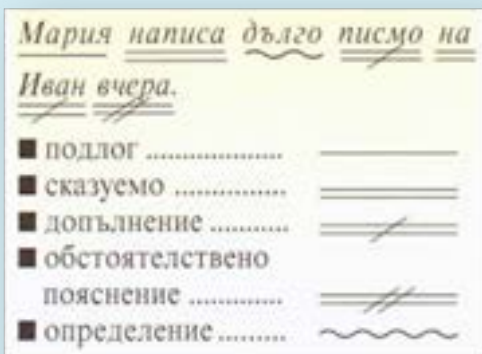 Мария написа дълго писмо на
Иван вчера.
■ подлог ...................
■ сказуемо ...............
■ допълнение ...........
■ обстоятелствено
пояснение .............
■ определение .........